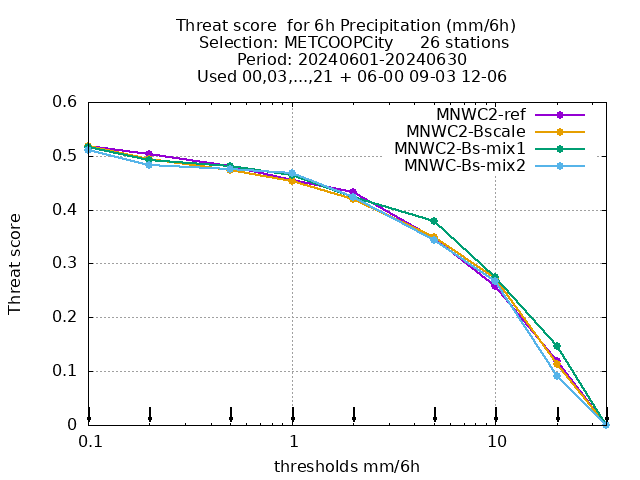 Threat score  for 6h Precipitation (mm/6h)
Selection: METCOOPCity     26 stations
Period: 20240601-20240630
Used 00,03,...,21 + 06-00 09-03 12-06
MNWC2-ref
MNWC2-Bscale
MNWC2-Bs-mix1
MNWC-Bs-mix2
Threat score
0.6
0.5
0.4
0.3
0.2
0.1
0
0.1 1 10
thresholds mm/6h